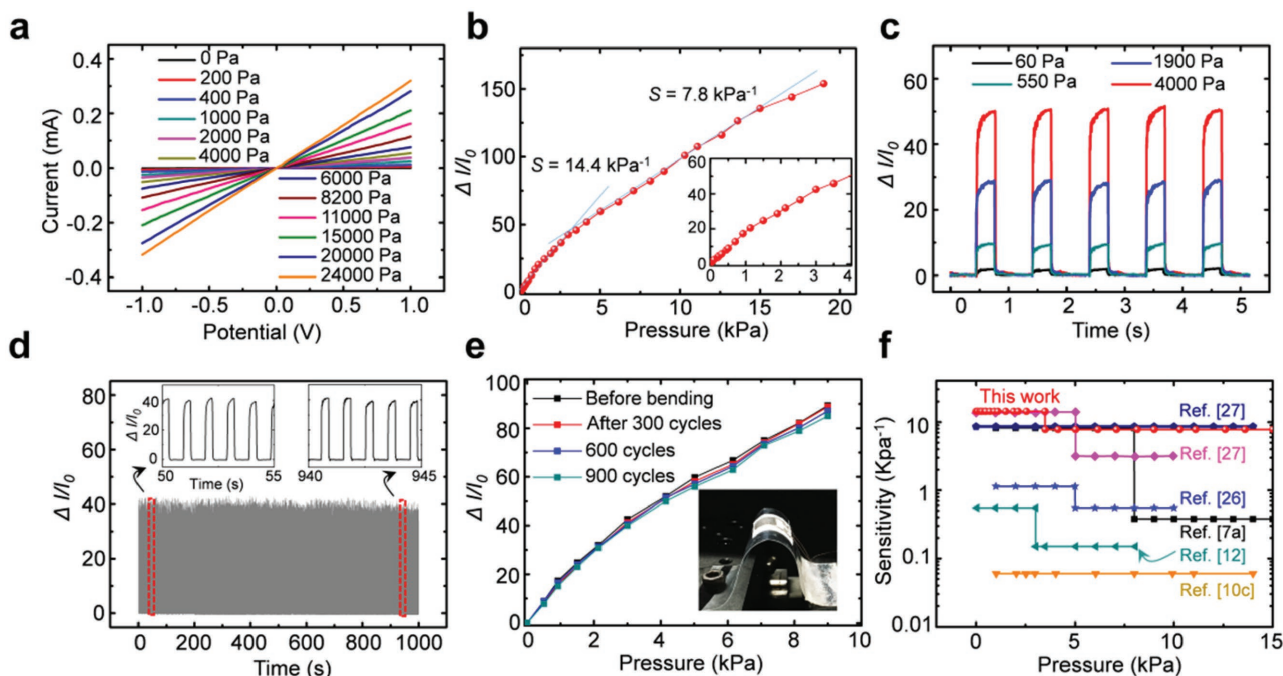 a
0.4
0.2
0.0
-0.2
-0.4
Current (mA)
0 Pa
200 Pa
400 Pa
1000 Pa
2000 Pa
4000 Pa
6000 Pa
8200 Pa
11000 Pa
15000 Pa
20000 Pa
24000 Pa
-1.0 -0.5 0.0 0.5 1.0
Potential (V)
b
150
125
100
75
50
25
0
Δ I/I0
S = 7.8 kPa-1
S = 14.4 kPa-1
60
50
40
30
20
10
0
0 1 2 3 4
0 5 10 15 20
Pressure (kPa)
c
60
40
20
0
Δ I/I0
60 Pa
550 Pa
1900 Pa
4000 Pa
0 1 2 3 4 5
Time (s)
d
80
60
40
20
0
Δ I/I0
40
20
0
Δ I/I0
50 55
Time (s)
940 945
0 200 400 600 800 1000
Time (s)
e
100
80
60
40
20
0
Δ I/I0
Before bending
After 300 cycles
600 cycles
900 cycles
0 2 4 6 8 10
Pressure (kPa)
f
10
1
0.1
0.01
Sensitivity (Kpa-1)
This work
Ref. [27]
Ref. [27]
Ref. [26]
Ref. [7a]
Ref. [12]
Ref. [10c]
0 5 10 15
Pressure (kPa)